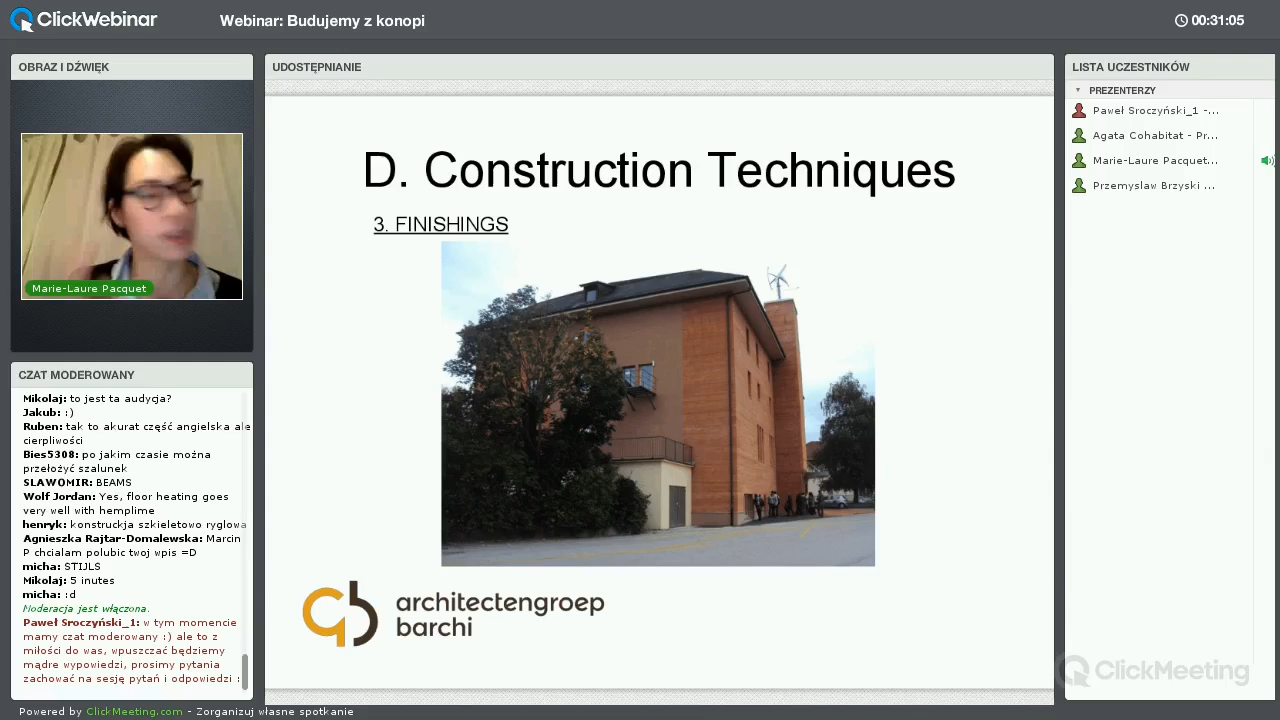 ClickWebinar
Webinar: Budujemy z konopi
00:31:05
OBRAZ I DŹWIĘK
Marie-Laure Pacquet
CZAT MODEROWANY
Mikolaj: to jest ta audycja?
Jakub: :)
Ruben: tak to akurat część angielska ale
cierpliwości
Bies5308: po jakim czasie można
przełożyć szalunek
SLAWOMIR: BEAMS
Wolf Jordan: Yes, floor heating goes
very well with hemplime
henryk: konstruckja szkieletowo ryglowa
Agnieszka Rajtar-Domalewska: Marcin
P chcialam polubic twoj wpis =D
micha: STIJLS
Mikolaj: 5 inutes
micha: :d
Moderacja jest włączona.
Paweł Sroczyński_1: w tym momencie
mamy czat moderowany :) ale to z
miłości do was, wpuszczać będziemy
mądre wypowiedzi, prosimy pytania
zachować na sesję pytań i odpowiedzi :
UDOSTĘPNIANIE
D. Construction Techniques
3. FINISHINGS
architectengroep
barchi
LISTA UCZESTNIKÓW
PREZENTERZY
Paweł Sroczyński_1 -...
Agata Cohabitat - Pr...
Marie-Laure Pacquet...
Przemyslaw Brzyski ...
ClickMeeting
Powered by ClickMeeting.com - Zorganizuj własne spotkanie